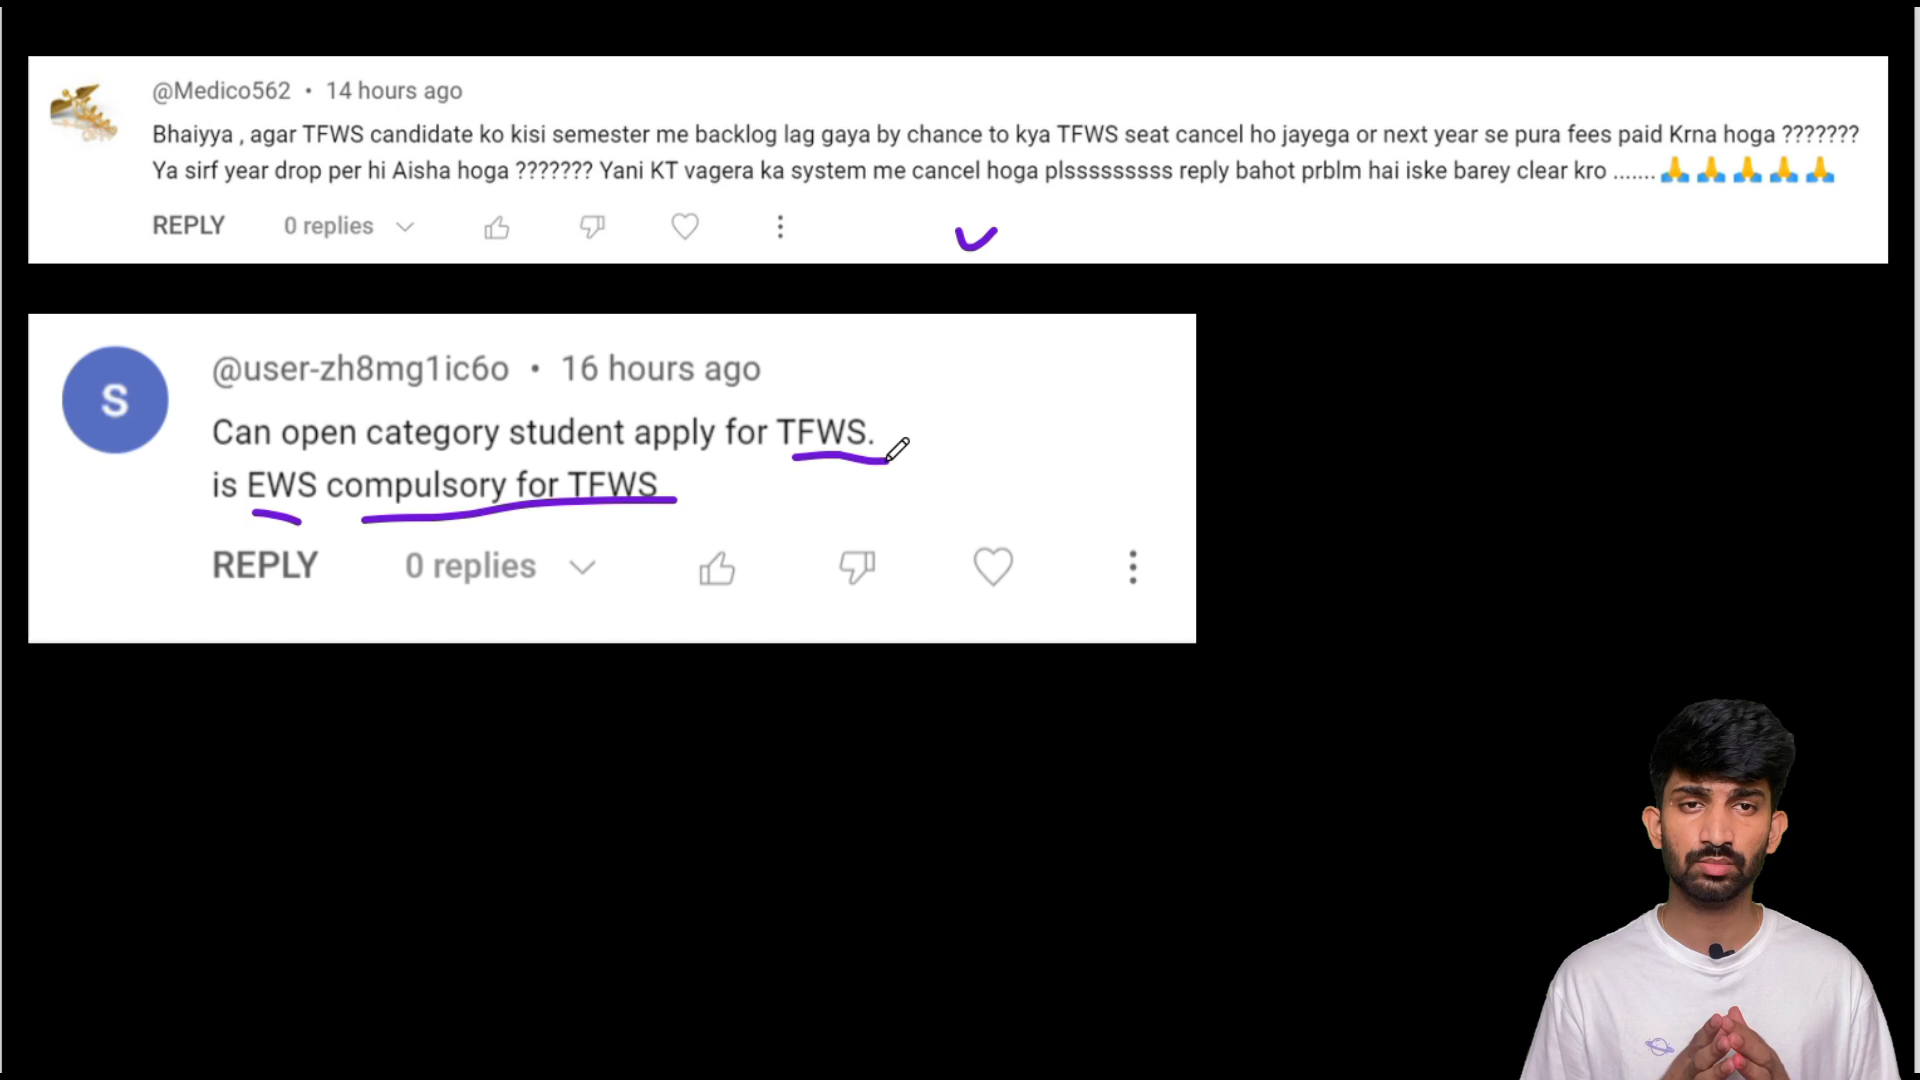 @Medico562 • 14 hours ago
Bhaiyya , agar TFWS candidate ko kisi semester me backlog lag gaya by chance to kya TFWS seat cancel ho jayega or next year se pura fees paid Krna hoga ???????
Ya sirf year drop per hi Aisha hoga ??????? Yani KT vagera ka system me cancel hoga plsssssssss reply bahot prblm hai iske barey clear kro ....... 🙏🙏🙏🙏🙏
REPLY 0 replies
S
@user-zh8mg1ic6o • 16 hours ago
Can open category student apply for TFWS.
is EWS compulsory for TFWS
REPLY 0 replies